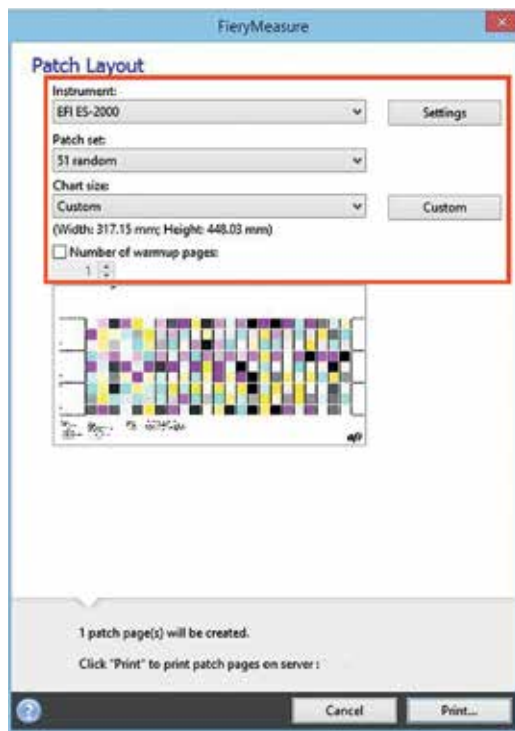 FieryMeasure
Patch Layout
Instrument:
EFI ES-2000
Settings
Patch set:
51 random
Chart size:
Custom
Custom
(Width: 317.15 mm; Height: 448.03 mm)
Number of warmup pages:
1
efi
1 patch page(s) will be created.
Click "Print" to print patch pages on server :
?
Cancel
Print...